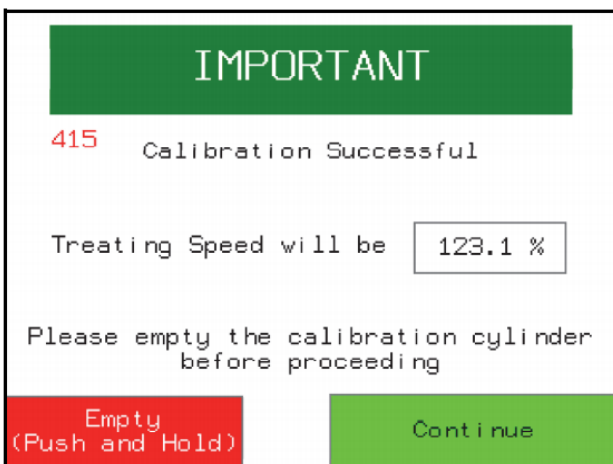 IMPORTANT
415
Calibration Successful
Treating Speed will be 123.1 %
Please empty the calibration cylinder
before proceeding
Empty
(Push and Hold)
Continue